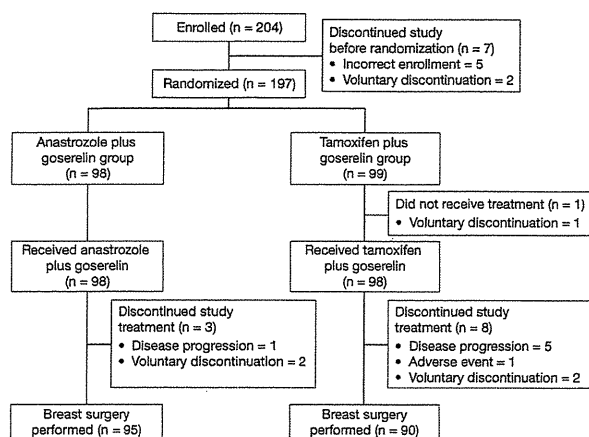 Enrolled (n = 204)
Discontinued study
before randomization (n = 7)
• Incorrect enrollment = 5
• Voluntary discontinuation = 2
Randomized (n = 197)
Anastrozole plus
goserelin group
(n = 98)
Tamoxifen plus
goserelin group
(n = 99)
Did not receive treatment (n = 1)
• Voluntary discontinuation = 1
Received anastrozole
plus goserelin
(n = 98)
Received tamoxifen
plus goserelin
(n = 98)
Discontinued study
treatment (n = 3)
• Disease progression = 1
• Voluntary discontinuation = 2
Discontinued study
treatment (n = 8)
• Disease progression = 5
• Adverse event = 1
• Voluntary discontinuation = 2
Breast surgery
performed (n = 95)
Breast surgery
performed (n = 90)